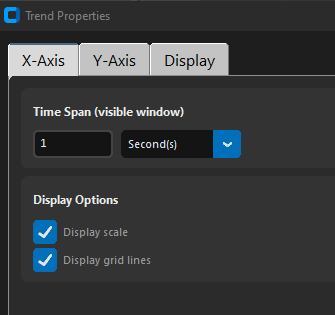 Trend Properties
X-Axis Y-Axis Display
Time Span (visible window)
1 Second(s)
Display Options
Display scale
Display grid lines